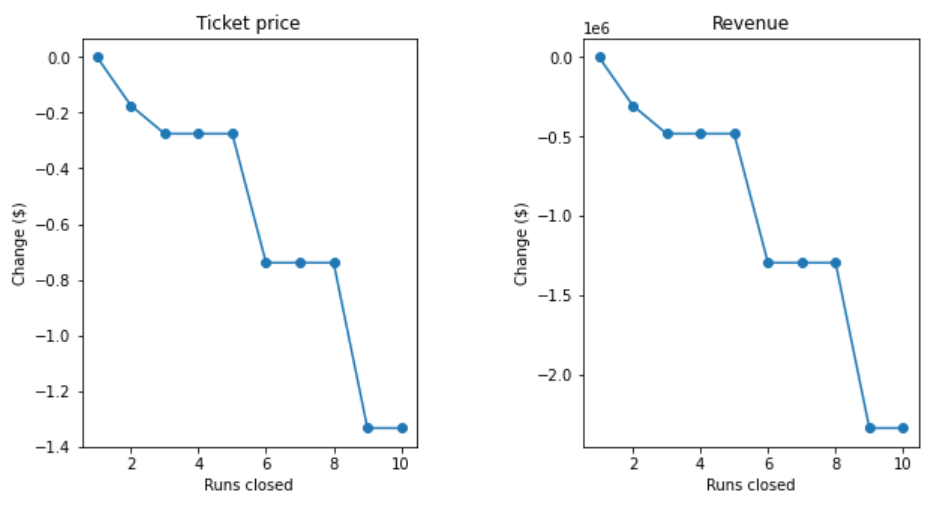 Ticket price
0.0
−0.2
−0.4
−0.6
−0.8
−1.0
−1.2
−1.4
Change ($)
2 4 6 8 10
Runs closed
Revenue
1e6
0.0
−0.5
−1.0
−1.5
−2.0
Change ($)
2 4 6 8 10
Runs closed